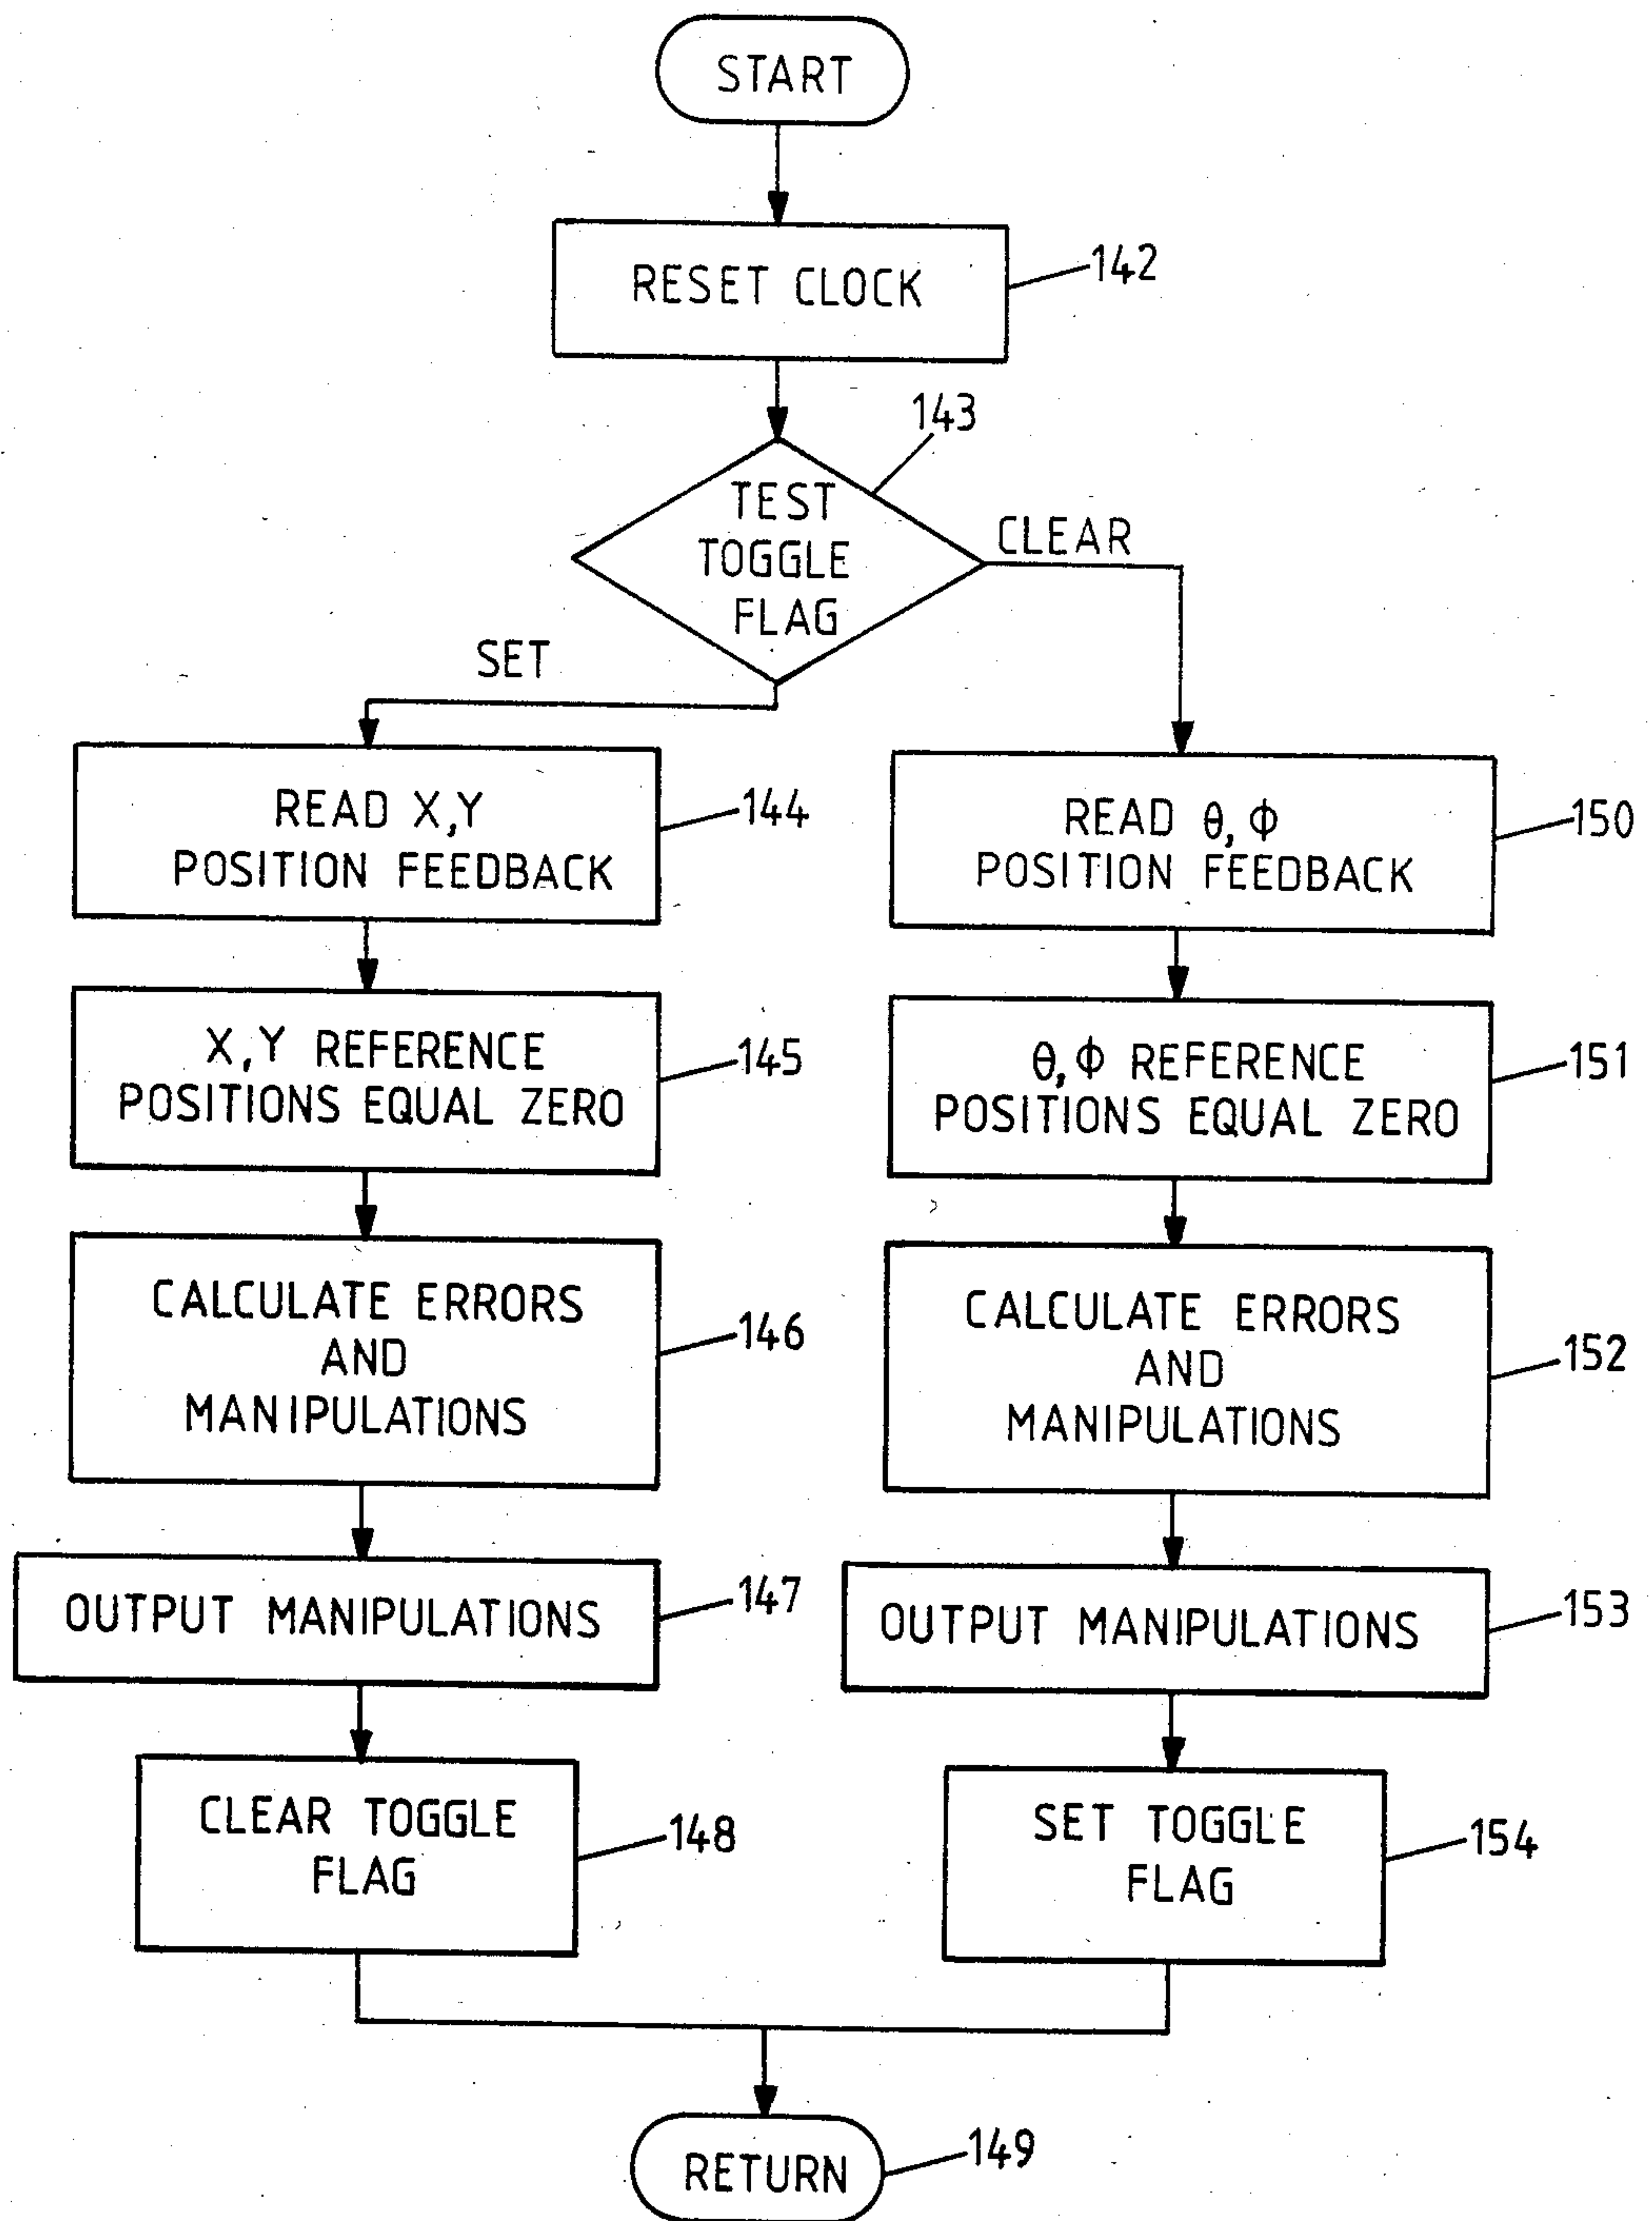 START
RESET CLOCK
142
143
TEST
TOGGLE
FLAG
CLEAR
SET
READ X,Y
POSITION FEEDBACK
144
X,Y REFERENCE
POSITIONS EQUAL ZERO
145
CALCULATE ERRORS
AND
MANIPULATIONS
146
OUTPUT MANIPULATIONS
147
CLEAR TOGGLE
FLAG
148
READ θ, Φ
POSITION FEEDBACK
150
θ, Φ REFERENCE
POSITIONS EQUAL ZERO
151
CALCULATE ERRORS
AND
MANIPULATIONS
152
OUTPUT MANIPULATIONS
153
SET TOGGLE
FLAG
154
RETURN
149